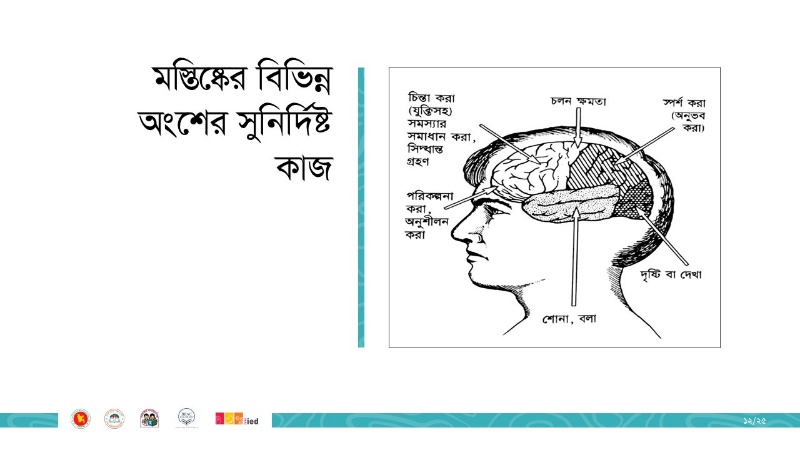 মস্তিষ্কের বিভিন্ন
অংশের সুনির্দিষ্ট
কাজ
চিন্তা করা
(যুক্তিসহ)
সমস্যার
সমাধান করা,
সিদ্ধান্ত
গ্রহণ
চলন ক্ষমতা
স্পর্শ করা
(অনুভব
করা)
পরিকল্পনা
করা,
অনুশীলন
করা
দৃষ্টি বা দেখা
শোনা, বলা
ied
১২/২৫